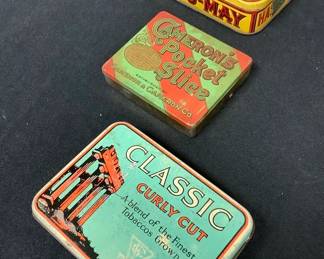 -MAY
CAMERON'S
Pocket
Slice
CAMERON & CAMERON Co
CLASSIC
CURLY CUT
A blend of the Finest
Tobaccos Grown